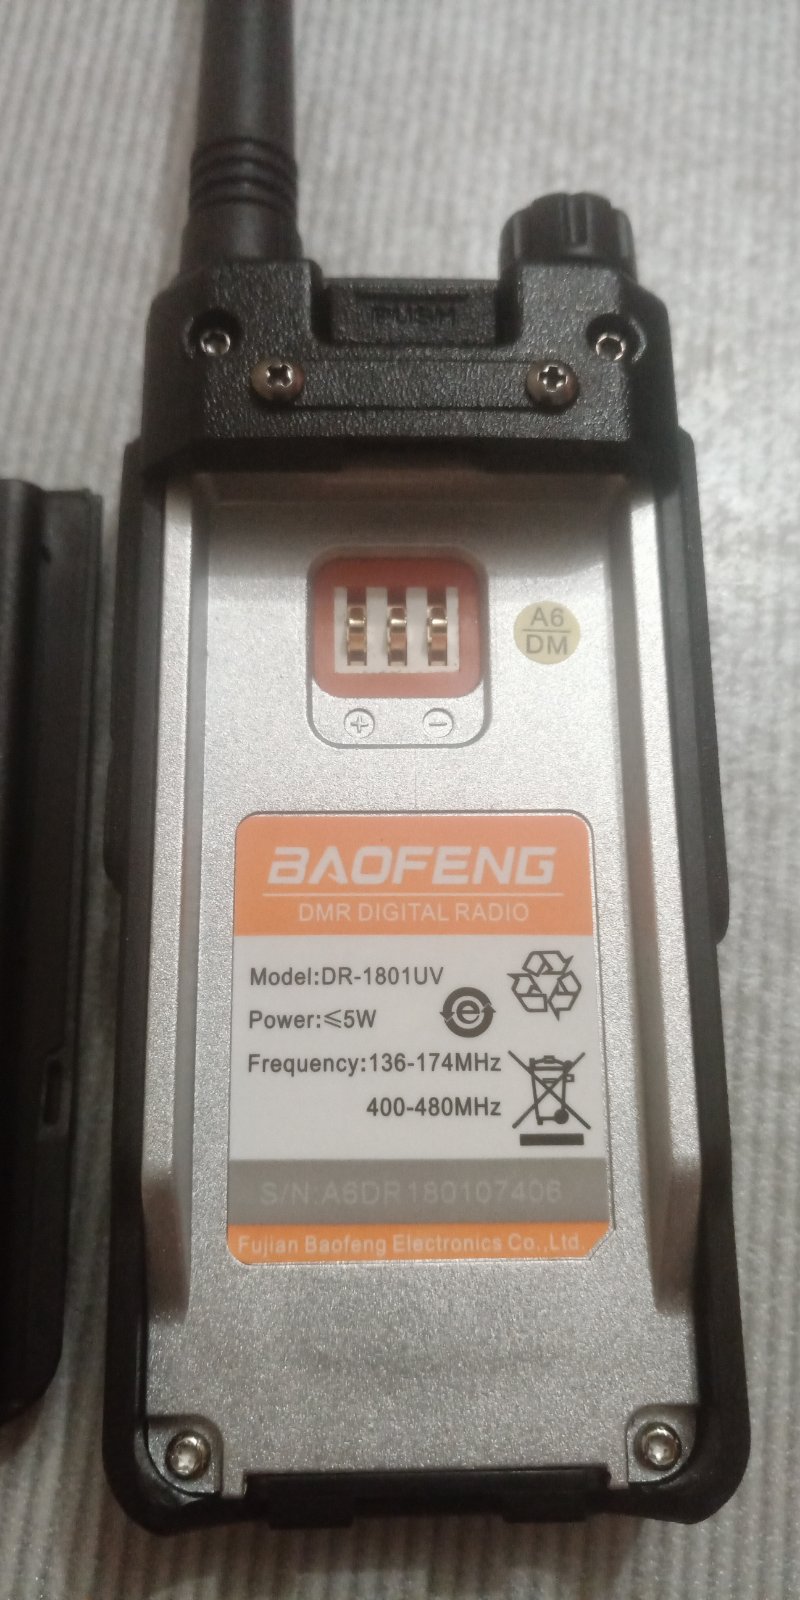 PUSH
A6
DM
+ −
BAOFENG
DMR DIGITAL RADIO
Model:DR-1801UV
Power:≤5W
e
Frequency:136-174MHz
400-480MHz
S/N:A6DR180107406
Fujian Baofeng Electronics Co.,Ltd.